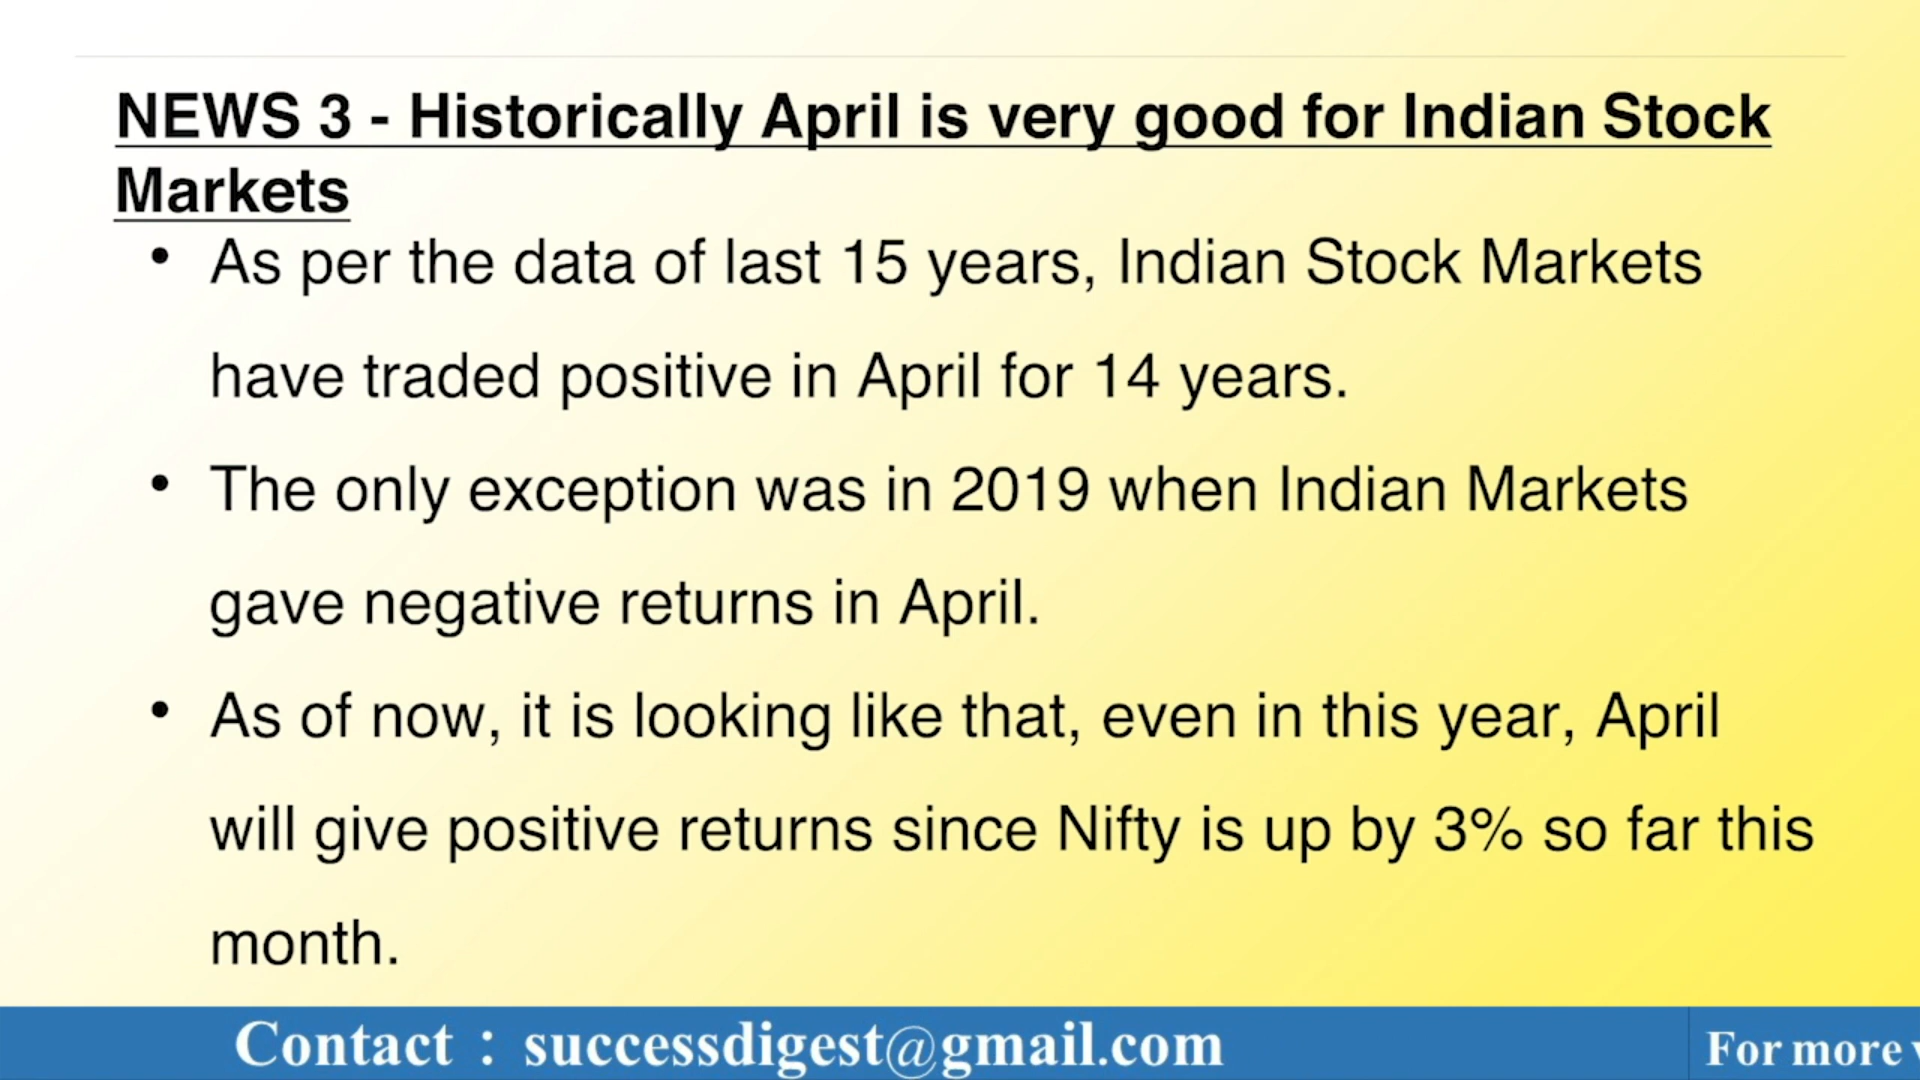 NEWS 3 - Historically April is very good for Indian Stock
Markets
• As per the data of last 15 years, Indian Stock Markets
have traded positive in April for 14 years.
• The only exception was in 2019 when Indian Markets
gave negative returns in April.
• As of now, it is looking like that, even in this year, April
will give positive returns since Nifty is up by 3% so far this
month.
Contact : successdigest@gmail.com
For more